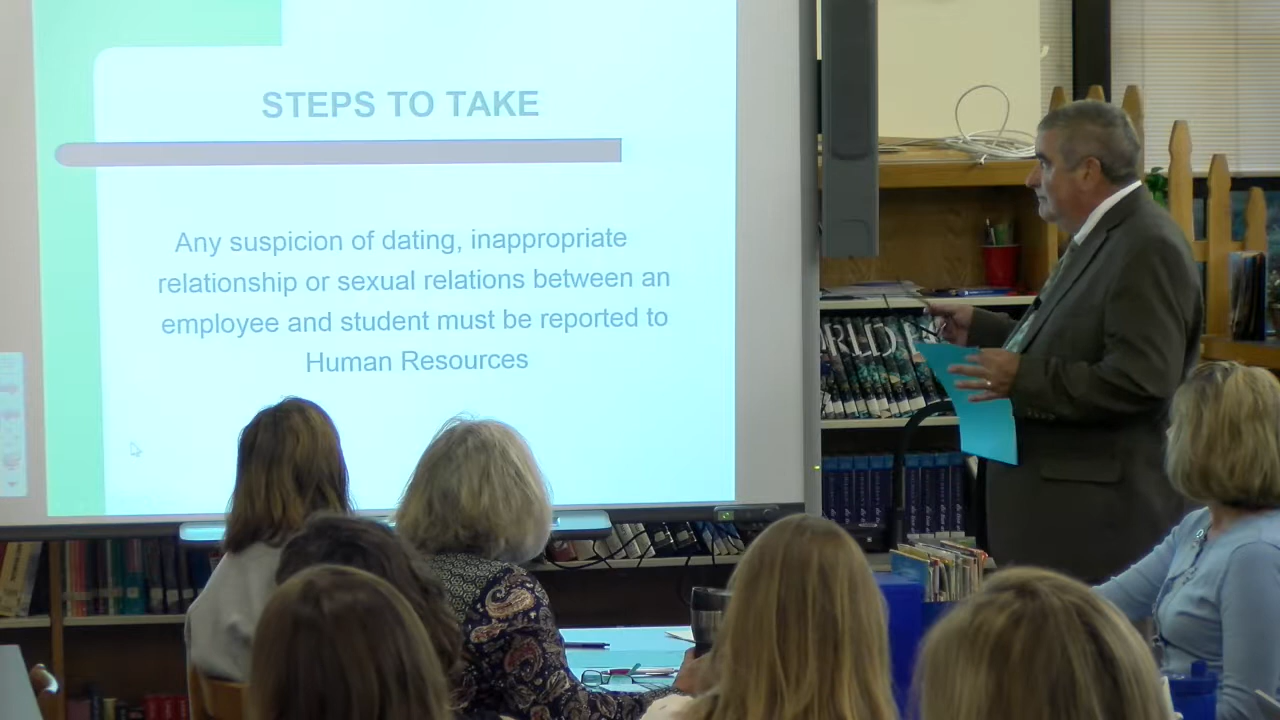 STEPS TO TAKE
Any suspicion of dating, inappropriate
relationship or sexual relations between an
employee and student must be reported to
Human Resources